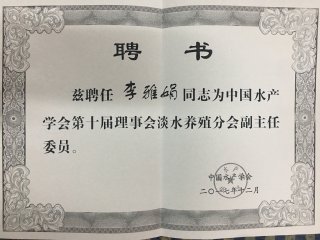 聘书
兹聘任 李雅娟 同志为中国水产
学会第十届理事会淡水养殖分会副主任
委员。
中国水产学会
二〇一七年十二月